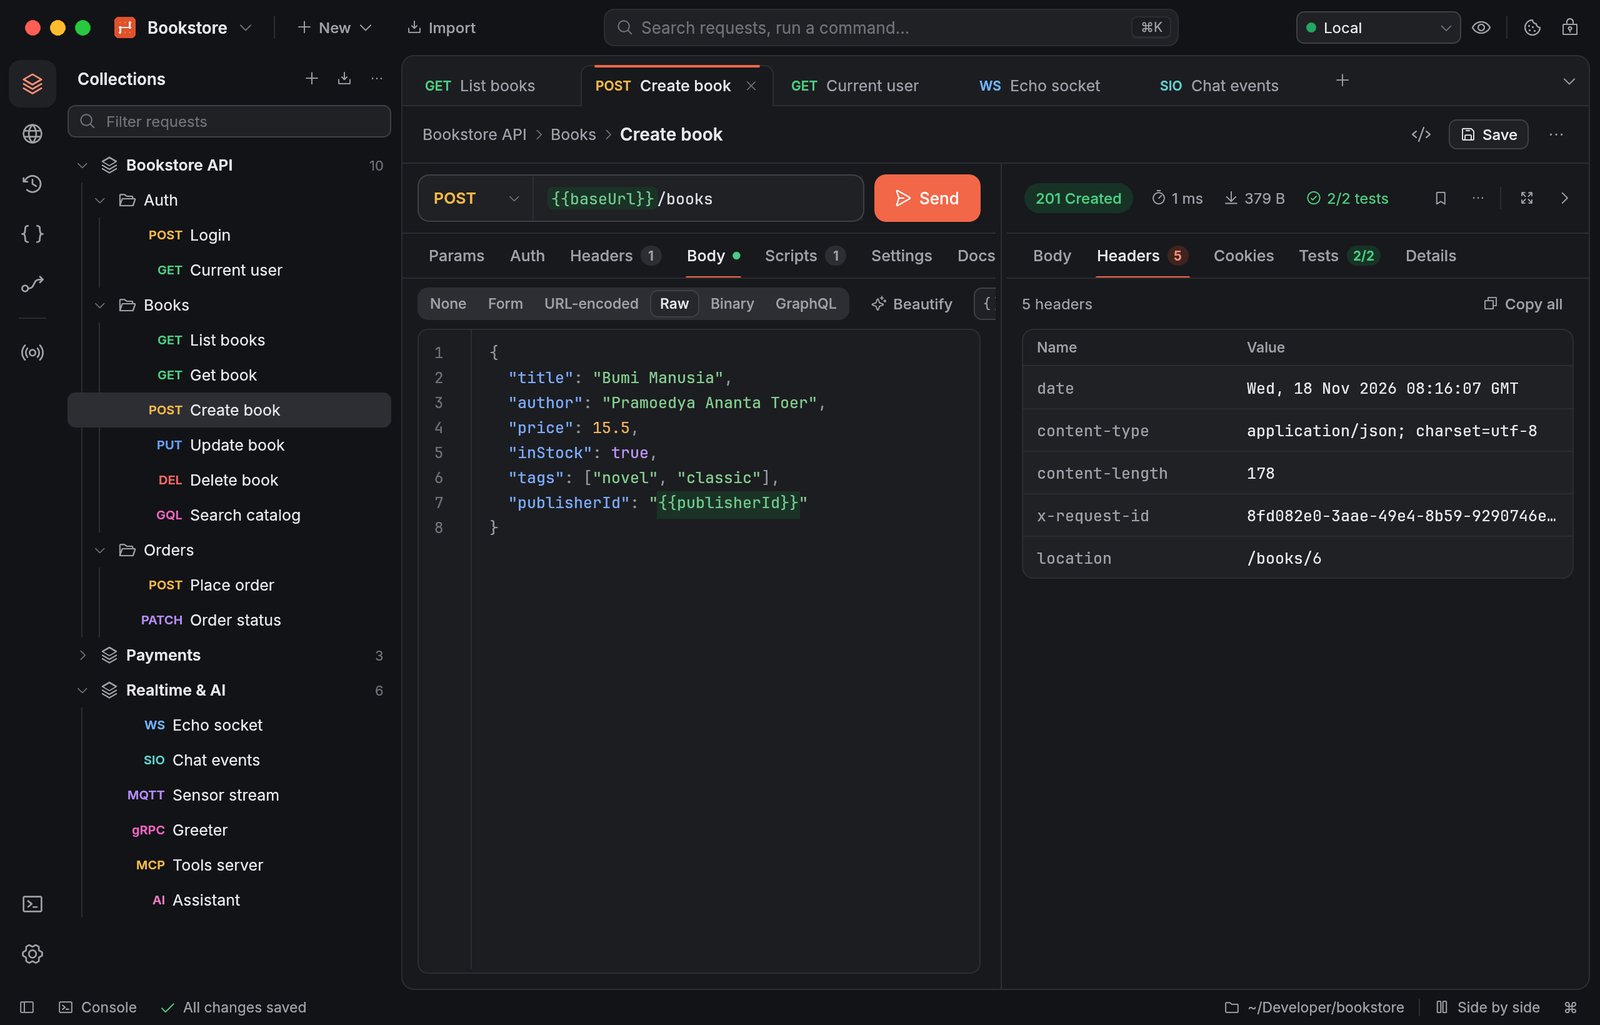 Bookstore
New
Import
Search requests, run a command...
⌘K
Local
Collections
Filter requests
Bookstore API 10
Auth
POST Login
GET Current user
Books
GET List books
GET Get book
POST Create book
PUT Update book
DEL Delete book
GQL Search catalog
Orders
POST Place order
PATCH Order status
Payments 3
Realtime & AI 6
WS Echo socket
SIO Chat events
MQTT Sensor stream
gRPC Greeter
MCP Tools server
AI Assistant
GET List books
POST Create book
GET Current user
WS Echo socket
SIO Chat events
Bookstore API > Books > Create book
</> Save
POST {{baseUrl}}/books
Send
Params Auth Headers 1 Body Scripts 1 Settings Docs
None Form URL-encoded Raw Binary GraphQL Beautify {
1 {
2 "title": "Bumi Manusia",
3 "author": "Pramoedya Ananta Toer",
4 "price": 15.5,
5 "inStock": true,
6 "tags": ["novel", "classic"],
7 "publisherId": "{{publisherId}}"
8 }
201 Created 1 ms 379 B 2/2 tests
Body Headers 5 Cookies Tests 2/2 Details
5 headers Copy all
Name Value
date Wed, 18 Nov 2026 08:16:07 GMT
content-type application/json; charset=utf-8
content-length 178
x-request-id 8fd082e0-3aae-49e4-8b59-9290746e…
location /books/6
Console All changes saved
~/Developer/bookstore Side by side ⌘